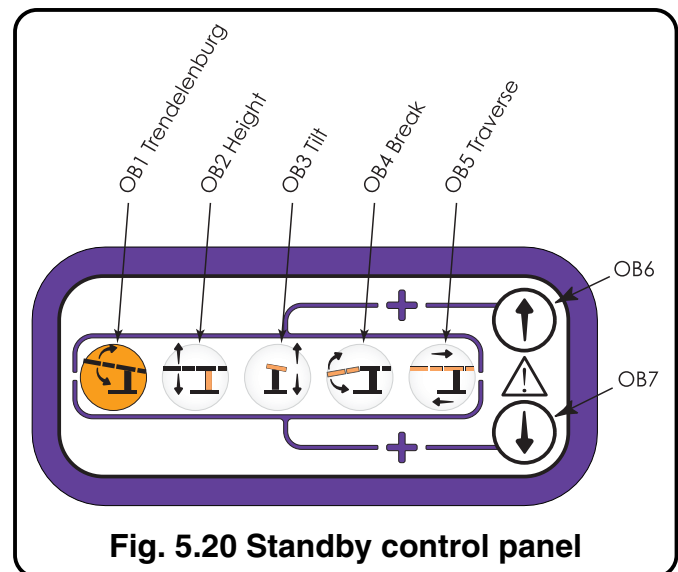 OB1 Trendelenburg
OB2 Height
OB3 Tilt
OB4 Break
OB5 Traverse
OB6
OB7
Fig. 5.20 Standby control panel